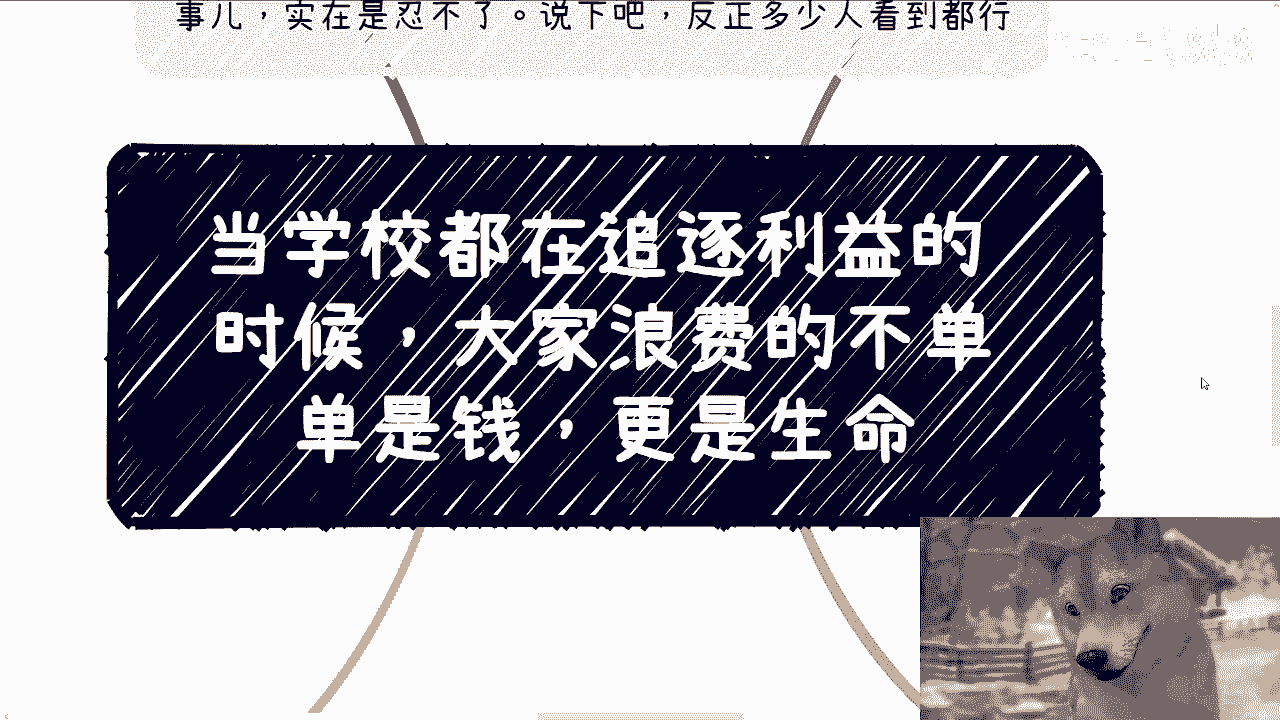 事儿，实在是忍不了。说下吧，反正多少人看到都行
当学校都在追逐利益的
时候，大家浪费的不单
单是钱，更是生命